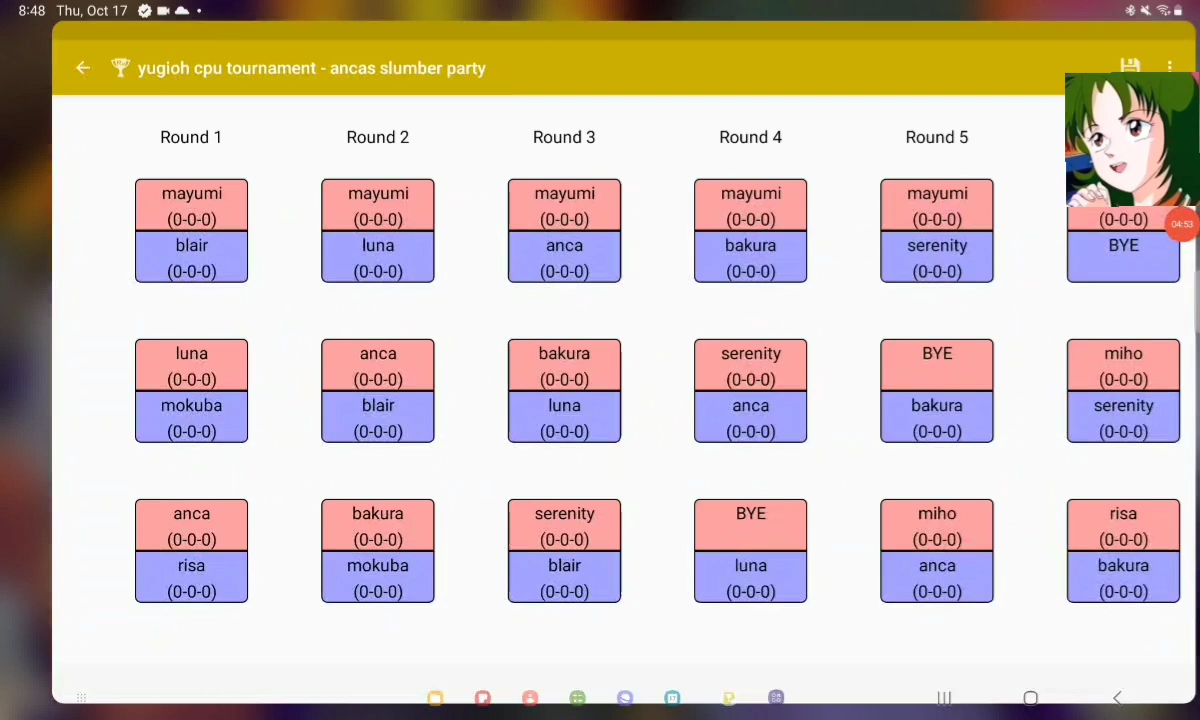 8:48 Thu, Oct 17
yugioh cpu tournament - ancas slumber party
04:53
Round 1
Round 2
Round 3
Round 4
Round 5
mayumi
(0-0-0)
blair
(0-0-0)
mayumi
(0-0-0)
luna
(0-0-0)
mayumi
(0-0-0)
anca
(0-0-0)
mayumi
(0-0-0)
bakura
(0-0-0)
mayumi
(0-0-0)
serenity
(0-0-0)
(0-0-0)
BYE
luna
(0-0-0)
mokuba
(0-0-0)
anca
(0-0-0)
blair
(0-0-0)
bakura
(0-0-0)
luna
(0-0-0)
serenity
(0-0-0)
anca
(0-0-0)
BYE
bakura
(0-0-0)
miho
(0-0-0)
serenity
(0-0-0)
anca
(0-0-0)
risa
(0-0-0)
bakura
(0-0-0)
mokuba
(0-0-0)
serenity
(0-0-0)
blair
(0-0-0)
BYE
luna
(0-0-0)
miho
(0-0-0)
anca
(0-0-0)
risa
(0-0-0)
bakura
(0-0-0)